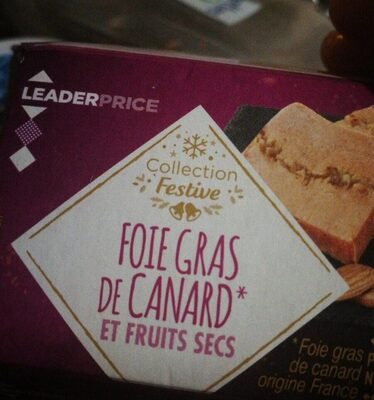 LEADERPRICE
Collection
Festive
FOIE GRAS
DE CANARD*
ET FRUITS SECS
*Foie gras
de canard
origine France